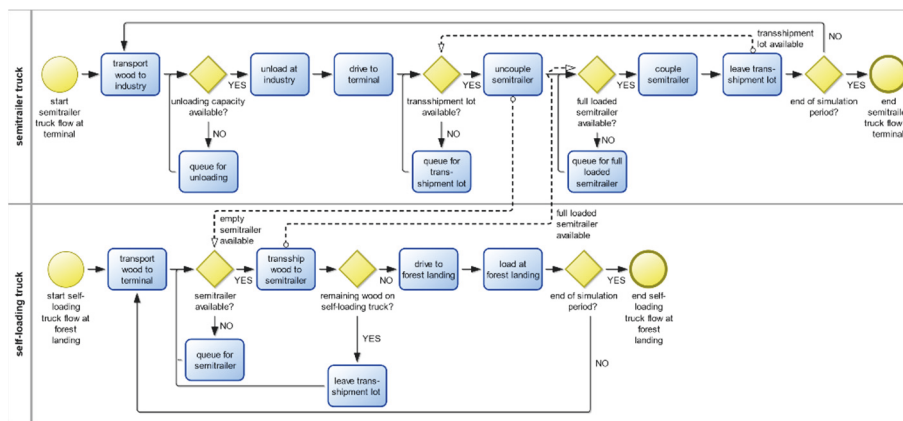 semitrailer truck
start
semitrailer
truck flow at
terminal
transport
wood to
industry
unloading capacity
available?
YES
NO
queue for
unloading
unload at
industry
drive to
terminal
transshipment lot
available?
YES
NO
queue for
trans-
shipment lot
uncouple
semitrailer
full loaded
semitrailer
available?
YES
NO
queue for full
loaded
semitrailer
couple
semitrailer
transshipment
lot available
leave trans-
shipment lot
NO
end of simulation
period?
YES
end
semitrailer
truck flow at
terminal
self-loading truck
start self-
loading
truck flow at
forest
landing
transport
wood to
terminal
empty
semitrailer
available
semitrailer
available?
YES
NO
queue for
semitrailer
transship
wood to
semitrailer
remaining wood on
self-loading truck?
NO
YES
leave trans-
shipment lot
drive to
forest landing
load at
forest landing
full loaded
semitrailer
available
end of simulation
period?
YES
NO
end self-
loading
truck flow at
forest
landing